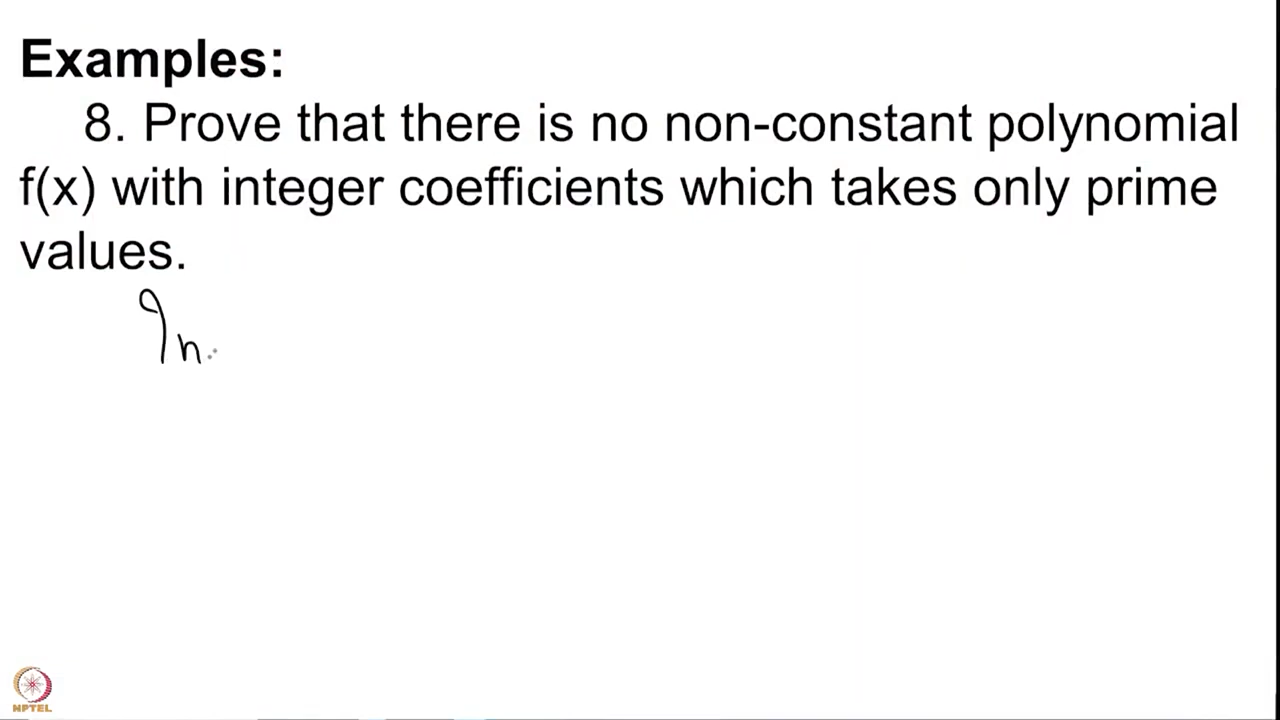 Examples:
8. Prove that there is no non-constant polynomial
f(x) with integer coefficients which takes only prime
values.
In
NPTEL